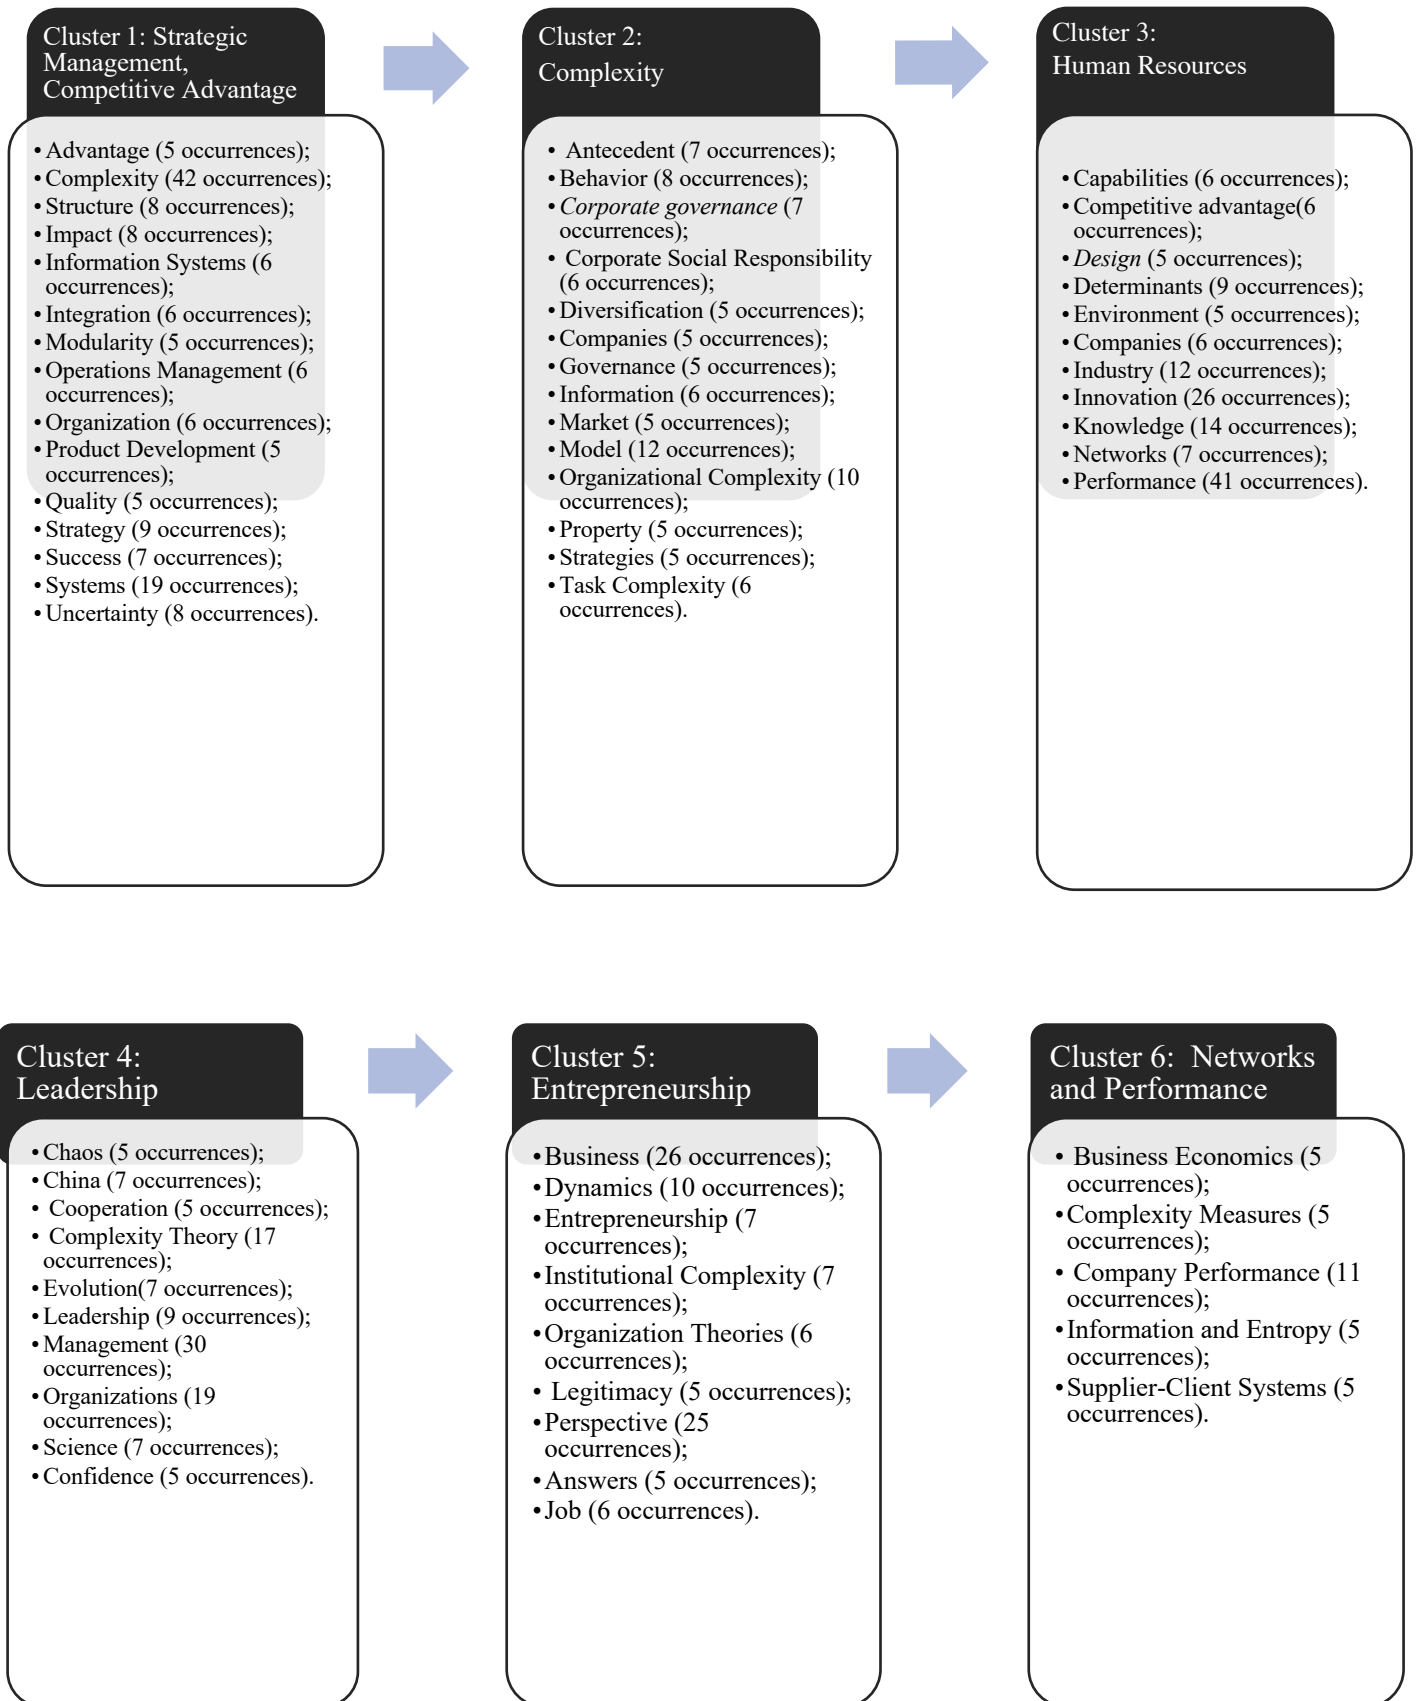 Cluster 1: Strategic
Management,
Competitive Advantage
• Advantage (5 occurrences);
• Complexity (42 occurrences);
• Structure (8 occurrences);
• Impact (8 occurrences);
• Information Systems (6
occurrences);
• Integration (6 occurrences);
• Modularity (5 occurrences);
• Operations Management (6
occurrences);
• Organization (6 occurrences);
• Product Development (5
occurrences);
• Quality (5 occurrences);
• Strategy (9 occurrences);
• Success (7 occurrences);
• Systems (19 occurrences);
• Uncertainty (8 occurrences).
Cluster 2:
Complexity
• Antecedent (7 occurrences);
• Behavior (8 occurrences);
• Corporate governance (7
occurrences);
• Corporate Social Responsibility
(6 occurrences);
• Diversification (5 occurrences);
• Companies (5 occurrences);
• Governance (5 occurrences);
• Information (6 occurrences);
• Market (5 occurrences);
• Model (12 occurrences);
• Organizational Complexity (10
occurrences);
• Property (5 occurrences);
• Strategies (5 occurrences);
• Task Complexity (6
occurrences).
Cluster 3:
Human Resources
• Capabilities (6 occurrences);
• Competitive advantage(6
occurrences);
• Design (5 occurrences);
• Determinants (9 occurrences);
• Environment (5 occurrences);
• Companies (6 occurrences);
• Industry (12 occurrences);
• Innovation (26 occurrences);
• Knowledge (14 occurrences);
• Networks (7 occurrences);
• Performance (41 occurrences).
Cluster 4:
Leadership
• Chaos (5 occurrences);
• China (7 occurrences);
• Cooperation (5 occurrences);
• Complexity Theory (17
occurrences);
• Evolution(7 occurrences);
• Leadership (9 occurrences);
• Management (30
occurrences);
• Organizations (19
occurrences);
• Science (7 occurrences);
• Confidence (5 occurrences).
Cluster 5:
Entrepreneurship
• Business (26 occurrences);
• Dynamics (10 occurrences);
• Entrepreneurship (7
occurrences);
• Institutional Complexity (7
occurrences);
• Organization Theories (6
occurrences);
• Legitimacy (5 occurrences);
• Perspective (25
occurrences);
• Answers (5 occurrences);
• Job (6 occurrences).
Cluster 6: Networks
and Performance
• Business Economics (5
occurrences);
• Complexity Measures (5
occurrences);
• Company Performance (11
occurrences);
• Information and Entropy (5
occurrences);
• Supplier-Client Systems (5
occurrences).